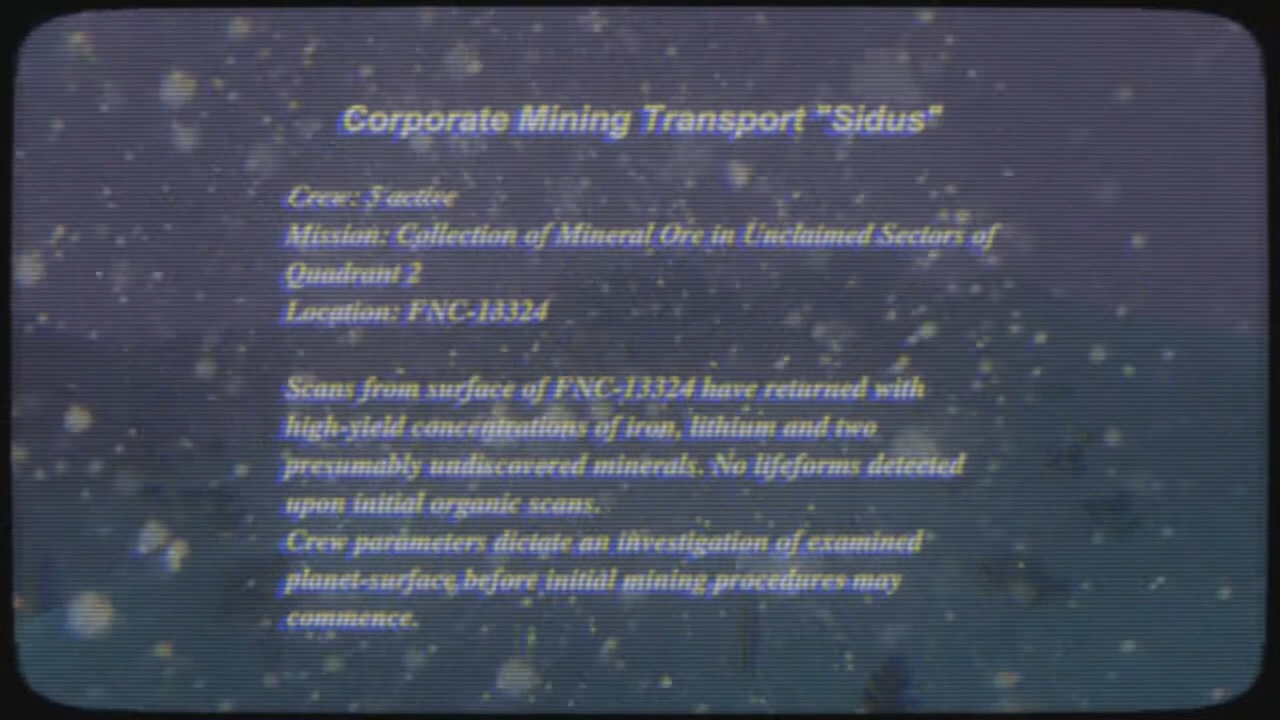 Corporate Mining Transport "Sidus"
Crew: 5 active
Mission: Collection of Mineral Ore in Unclaimed Sectors of
Quadrant 2
Location: FNC-13324
Scans from surface of FNC-13324 have returned with
high-yield concentrations of iron, lithium and two
presumably undiscovered minerals. No lifeforms detected
upon initial organic scans.
Crew parameters dictate an investigation of examined
planet-surface before initial mining procedures may
commence.